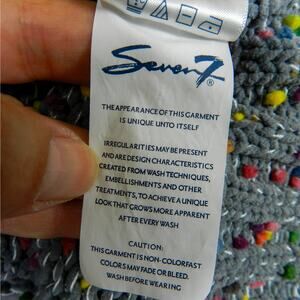 Seven7®
THE APPEARANCE OF THIS GARMENT
IS UNIQUE UNTO ITSELF
IRREGULARITIES MAY BE PRESENT
AND ARE DESIGN CHARACTERISTICS
CREATED FROM WASH TECHNIQUES,
EMBELLISHMENTS AND OTHER
TREATMENTS, TO ACHIEVE A UNIQUE
LOOK THAT GROWS MORE APPARENT
AFTER EVERY WASH
CAUTION:
THIS GARMENT IS NON-COLORFAST
COLORS MAY FADE OR BLEED.
WASH BEFORE WEARING